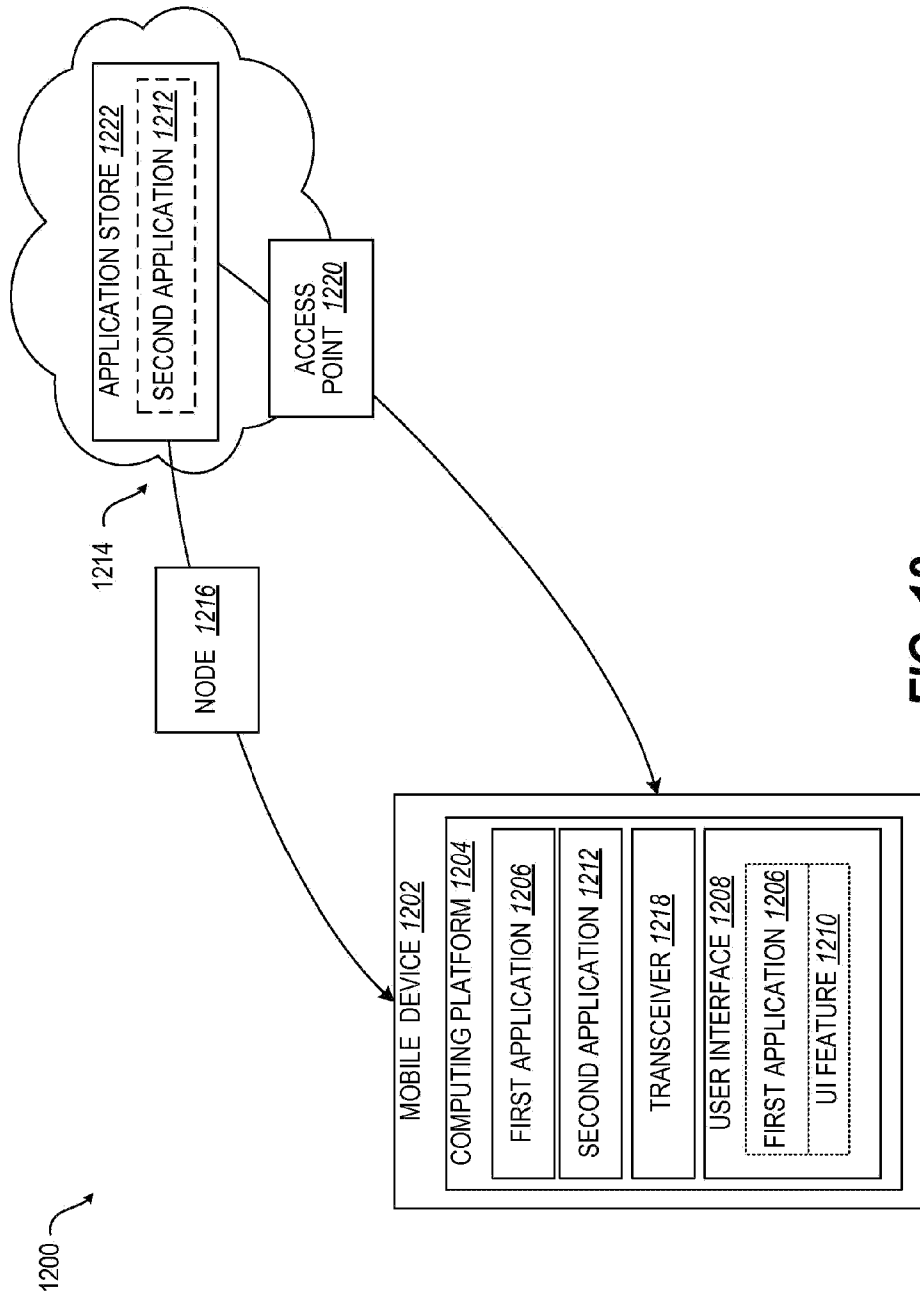 1200
MOBILE DEVICE 1202
COMPUTING PLATFORM 1204
FIRST APPLICATION 1206
SECOND APPLICATION 1212
TRANSCEIVER 1218
USER INTERFACE 1208
FIRST APPLICATION 1206
UI FEATURE 1210
NODE 1216
1214
APPLICATION STORE 1222
SECOND APPLICATION 1212
ACCESS
POINT 1220
FIG